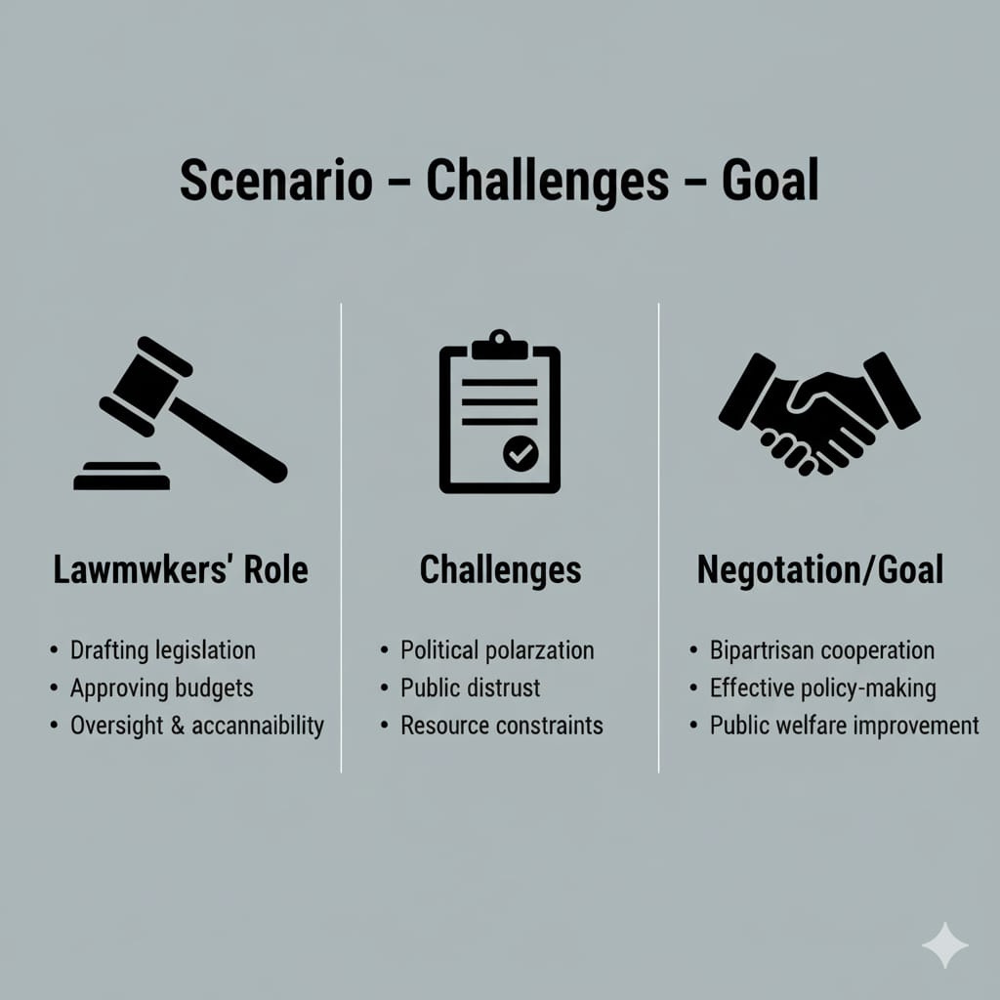 Scenario – Challenges – Goal
Lawmwkers' Role
• Drafting legislation
• Approving budgets
• Oversight & accannaibility
Challenges
• Political polarzation
• Public distrust
• Resource constraints
Negotation/Goal
• Bipartrisan cooperation
• Effective policy-making
• Public welfare improvement